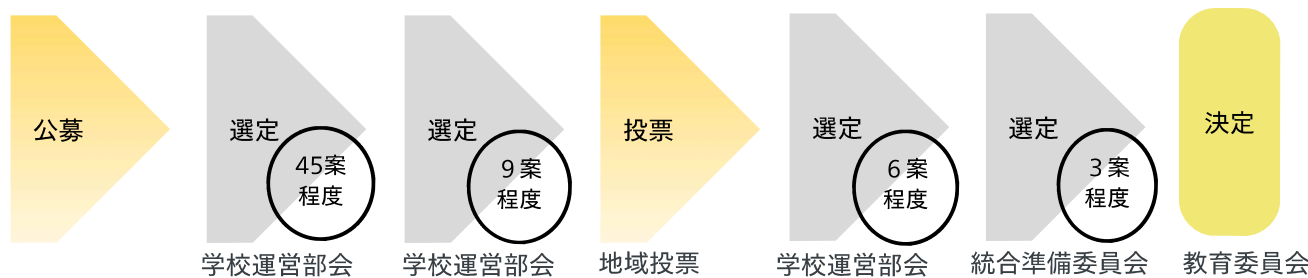 公募
選定
45案
程度
学校運営部会
選定
9案
程度
学校運営部会
投票
地域投票
選定
6案
程度
学校運営部会
選定
3案
程度
統合準備委員会
決定
教育委員会